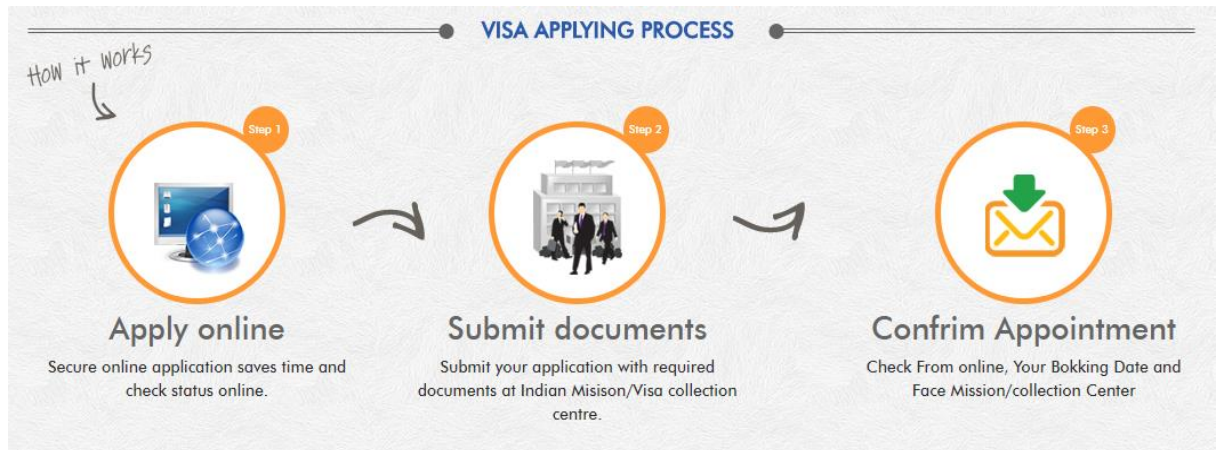 VISA APPLYING PROCESS
How it works
Step 1
Apply online
Secure online application saves time and
check status online.
Step 2
Submit documents
Submit your application with required
documents at Indian Misison/Visa collection
centre.
Step 3
Confrim Appointment
Check From online, Your Bokking Date and
Face Mission/collection Center